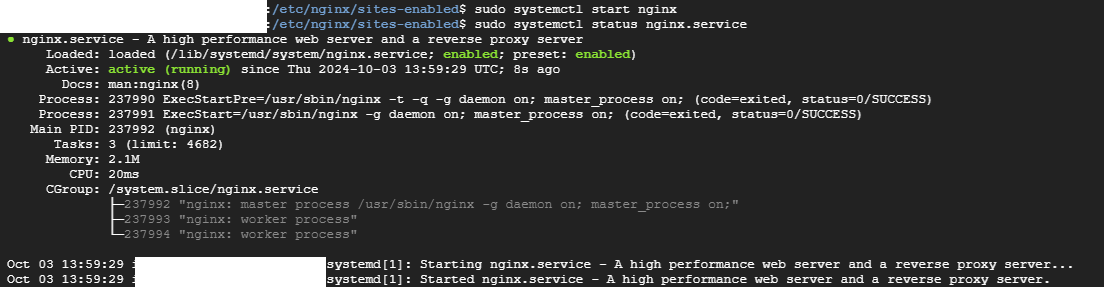 :/etc/nginx/sites-enabled$ sudo systemctl start nginx
:/etc/nginx/sites-enabled$ sudo systemctl status nginx.service
● nginx.service - A high performance web server and a reverse proxy server
Loaded: loaded (/lib/systemd/system/nginx.service; enabled; preset: enabled)
Active: active (running) since Thu 2024-10-03 13:59:29 UTC; 8s ago
Docs: man:nginx(8)
Process: 237990 ExecStartPre=/usr/sbin/nginx -t -q -g daemon on; master_process on; (code=exited, status=0/SUCCESS)
Process: 237991 ExecStart=/usr/sbin/nginx -g daemon on; master_process on; (code=exited, status=0/SUCCESS)
Main PID: 237992 (nginx)
Tasks: 3 (limit: 4682)
Memory: 2.1M
CPU: 20ms
CGroup: /system.slice/nginx.service
├─237992 "nginx: master process /usr/sbin/nginx -g daemon on; master_process on;"
├─237993 "nginx: worker process"
└─237994 "nginx: worker process"
Oct 03 13:59:29 systemd[1]: Starting nginx.service - A high performance web server and a reverse proxy server...
Oct 03 13:59:29 systemd[1]: Started nginx.service - A high performance web server and a reverse proxy server.